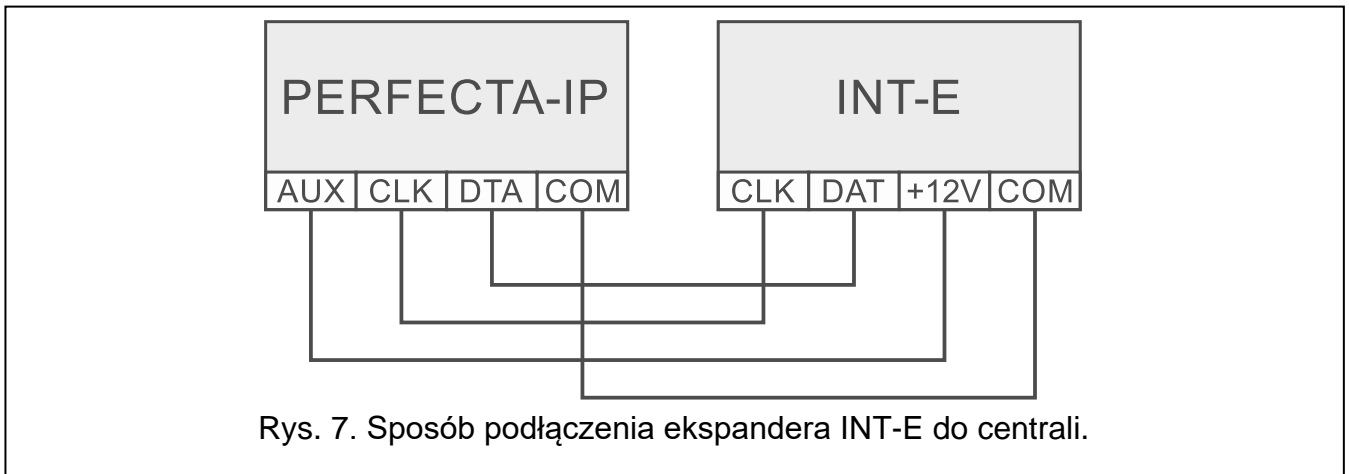 PERFECTA-IP
INT-E
AUX CLK DTA COM
CLK DAT +12V COM
Rys. 7. Sposób podłączenia ekspandera INT-E do centrali.